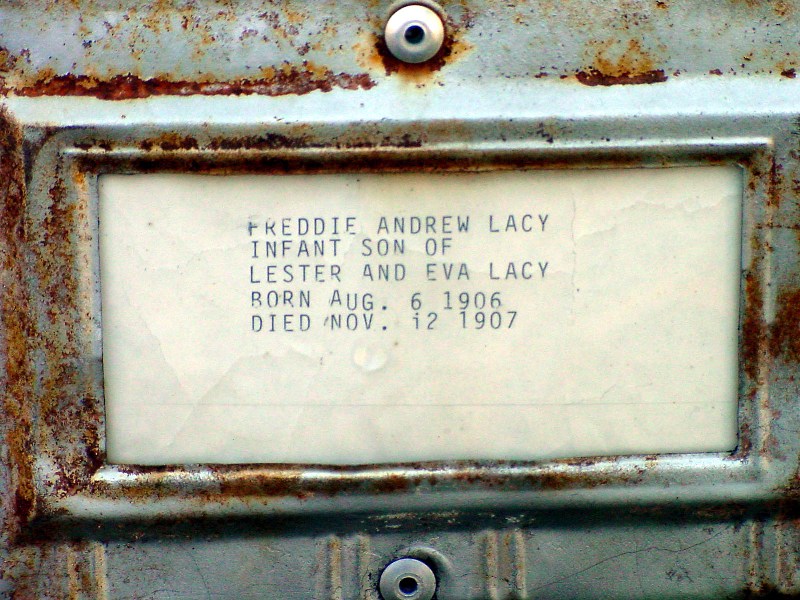 FREDDIE ANDREW LACY
INFANT SON OF
LESTER AND EVA LACY
BORN AUG. 6 1906
DIED NOV. 12 1907